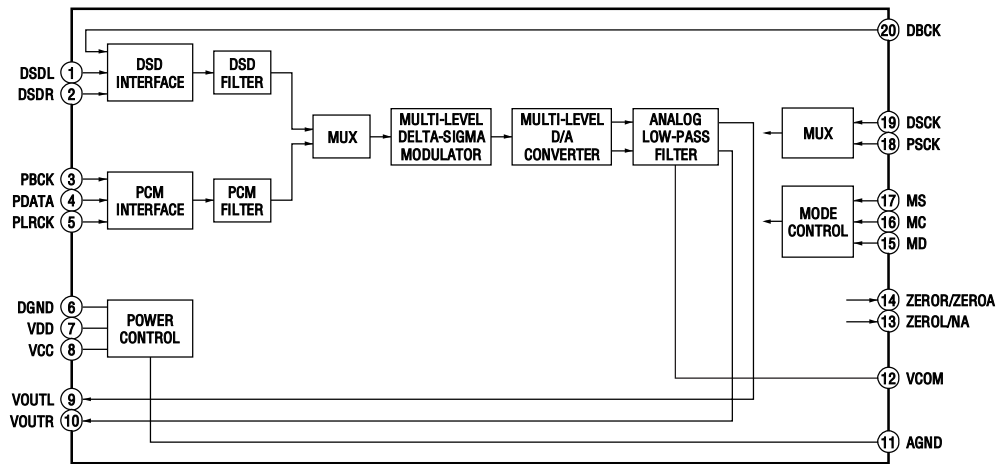 20 DBCK
DSD
INTERFACE
DSD
FILTER
DSDL 1
DSDR 2
MUX
MULTI-LEVEL
DELTA-SIGMA
MODULATOR
MULTI-LEVEL
D/A
CONVERTER
ANALOG
LOW-PASS
FILTER
MUX
19 DSCK
18 PSCK
PBCK 3
PDATA 4
PLRCK 5
PCM
INTERFACE
PCM
FILTER
MODE
CONTROL
17 MS
16 MC
15 MD
DGND 6
VDD 7
VCC 8
POWER
CONTROL
14 ZEROR/ZEROA
13 ZEROL/NA
12 VCOM
VOUTL 9
VOUTR 10
11 AGND